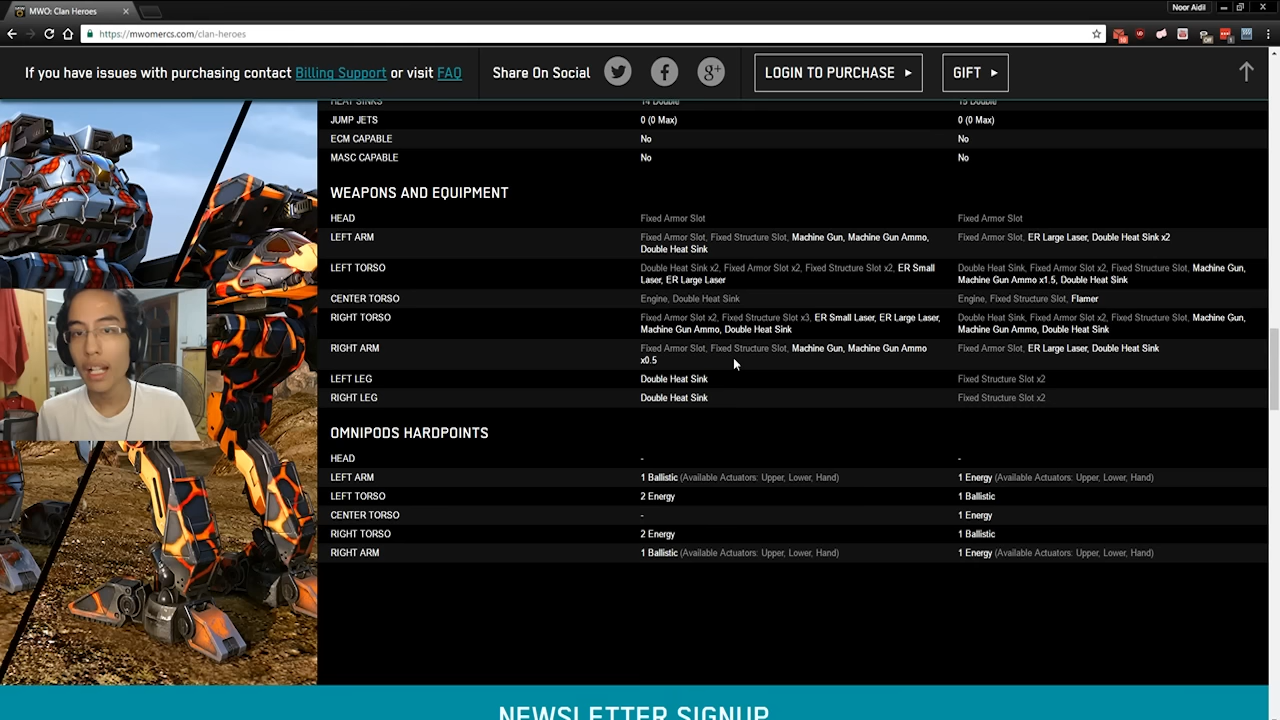 MWO: Clan Heroes
Noor Aidil
https://mwomercs.com/clan-heroes
If you have issues with purchasing contact Billing Support or visit FAQ
Share On Social
LOGIN TO PURCHASE
GIFT
HEAT SINKS 14 Double 15 Double
JUMP JETS 0 (0 Max) 0 (0 Max)
ECM CAPABLE No No
MASC CAPABLE No No
WEAPONS AND EQUIPMENT
HEAD Fixed Armor Slot Fixed Armor Slot
LEFT ARM Fixed Armor Slot, Fixed Structure Slot, Machine Gun, Machine Gun Ammo, Fixed Armor Slot, ER Large Laser, Double Heat Sink x2
Double Heat Sink
LEFT TORSO Double Heat Sink x2, Fixed Armor Slot x2, Fixed Structure Slot x2, ER Small Double Heat Sink, Fixed Armor Slot x2, Fixed Structure Slot, Machine Gun,
Laser, ER Large Laser Machine Gun Ammo x1.5, Double Heat Sink
CENTER TORSO Engine, Double Heat Sink Engine, Fixed Structure Slot, Flamer
RIGHT TORSO Fixed Armor Slot x2, Fixed Structure Slot x3, ER Small Laser, ER Large Laser, Double Heat Sink, Fixed Armor Slot x2, Fixed Structure Slot, Machine Gun,
Machine Gun Ammo, Double Heat Sink Machine Gun Ammo, Double Heat Sink
RIGHT ARM Fixed Armor Slot, Fixed Structure Slot, Machine Gun, Machine Gun Ammo Fixed Armor Slot, ER Large Laser, Double Heat Sink
x0.5
LEFT LEG Double Heat Sink Fixed Structure Slot x2
RIGHT LEG Double Heat Sink Fixed Structure Slot x2
OMNIPODS HARDPOINTS
HEAD - -
LEFT ARM 1 Ballistic (Available Actuators: Upper, Lower, Hand) 1 Energy (Available Actuators: Upper, Lower, Hand)
LEFT TORSO 2 Energy 1 Ballistic
CENTER TORSO - 1 Energy
RIGHT TORSO 2 Energy 1 Ballistic
RIGHT ARM 1 Ballistic (Available Actuators: Upper, Lower, Hand) 1 Energy (Available Actuators: Upper, Lower, Hand)
NEWSLETTER SIGNUP